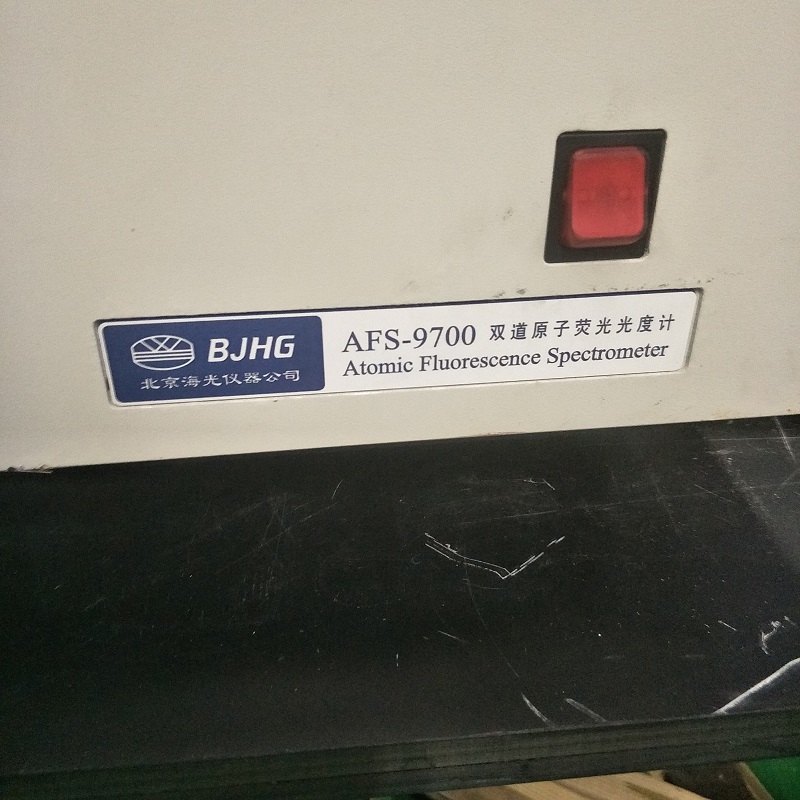 BJHG
北京海光仪器公司
AFS-9700 双道原子荧光光度计
Atomic Fluorescence Spectrometer